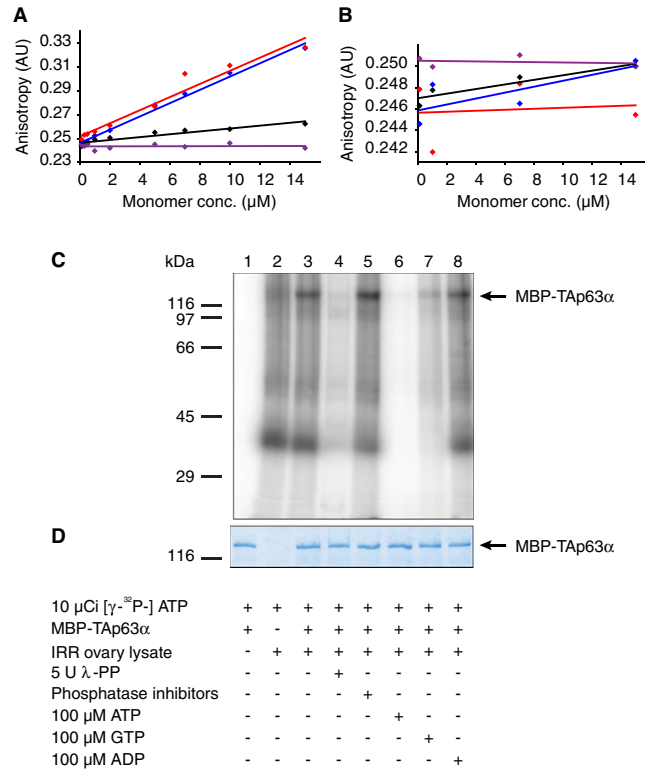 A
B
Anisotropy (AU)
0.33
0.31
0.29
0.27
0.25
0.23
0 2 4 6 8 10 12 14
Monomer conc. (µM)
Anisotropy (AU)
0.250
0.248
0.246
0.244
0.242
0 2 4 6 8 10 12 14
Monomer conc. (µM)
C
kDa 1 2 3 4 5 6 7 8
116
97
66
45
29
MBP-TAp63α
D
116
MBP-TAp63α
10 µCi [γ-³²P-] ATP + + + + + + + +
MBP-TAp63α + - + + + + + +
IRR ovary lysate - + + + + + + +
5 U λ-PP - - - + - - - -
Phosphatase inhibitors - - - - + - - -
100 µM ATP - - - - - + - -
100 µM GTP - - - - - - + -
100 µM ADP - - - - - - - +